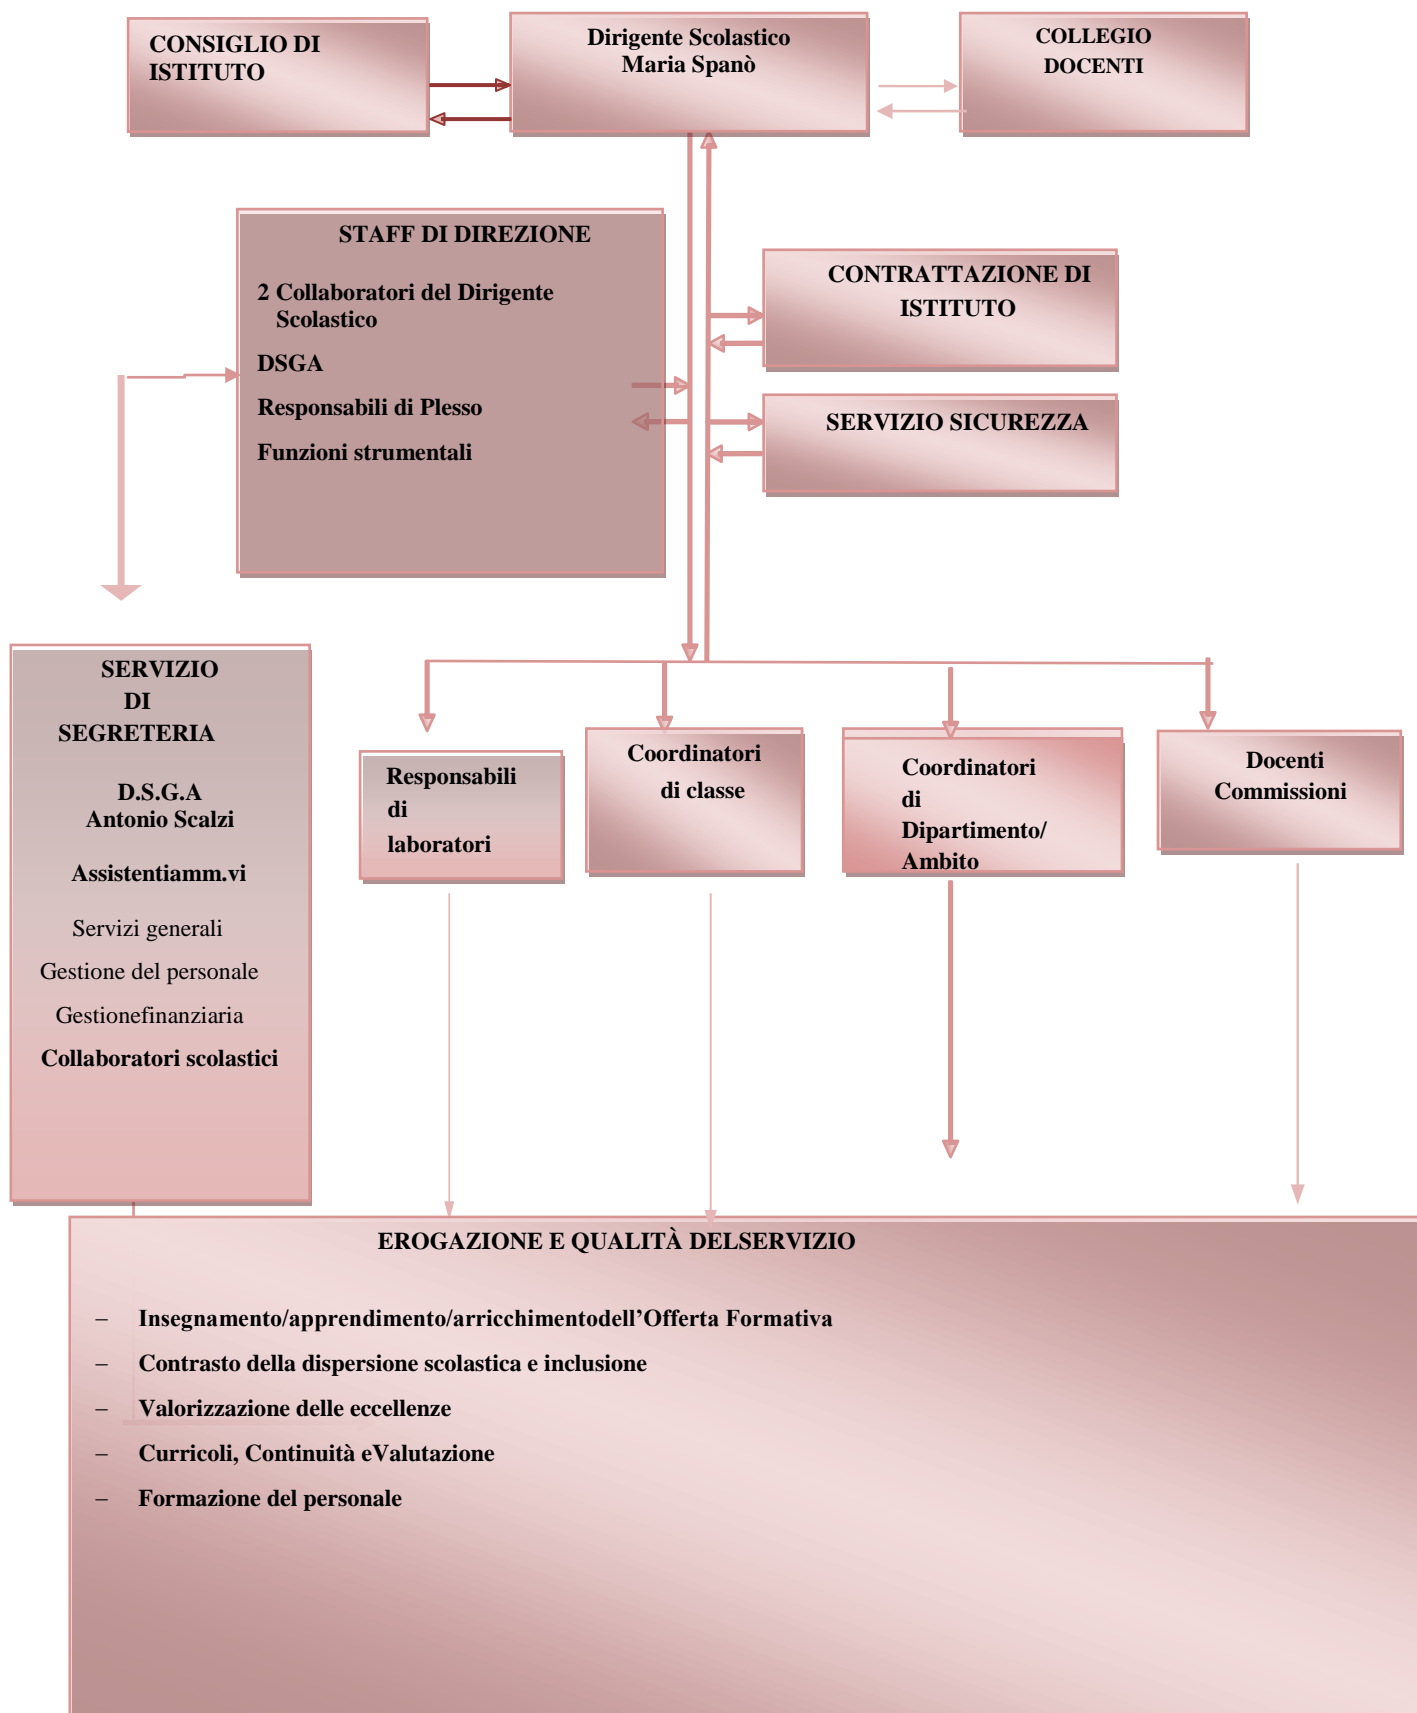 CONSIGLIO DI
ISTITUTO
Dirigente Scolastico
Maria Spanò
COLLEGIO
DOCENTI
STAFF DI DIREZIONE
2 Collaboratori del Dirigente
Scolastico
DSGA
Responsabili di Plesso
Funzioni strumentali
CONTRATTAZIONE DI
ISTITUTO
SERVIZIO SICUREZZA
SERVIZIO
DI
SEGRETERIA
D.S.G.A
Antonio Scalzi
Assistentiamm.vi
Servizi generali
Gestione del personale
Gestionefinanziaria
Collaboratori scolastici
Responsabili
di
laboratori
Coordinatori
di classe
Coordinatori
di
Dipartimento/
Ambito
Docenti
Commissioni
EROGAZIONE E QUALITÀ DELSERVIZIO
– Insegnamento/apprendimento/arricchimentodell’Offerta Formativa
– Contrasto della dispersione scolastica e inclusione
– Valorizzazione delle eccellenze
– Curricoli, Continuità eValutazione
– Formazione del personale